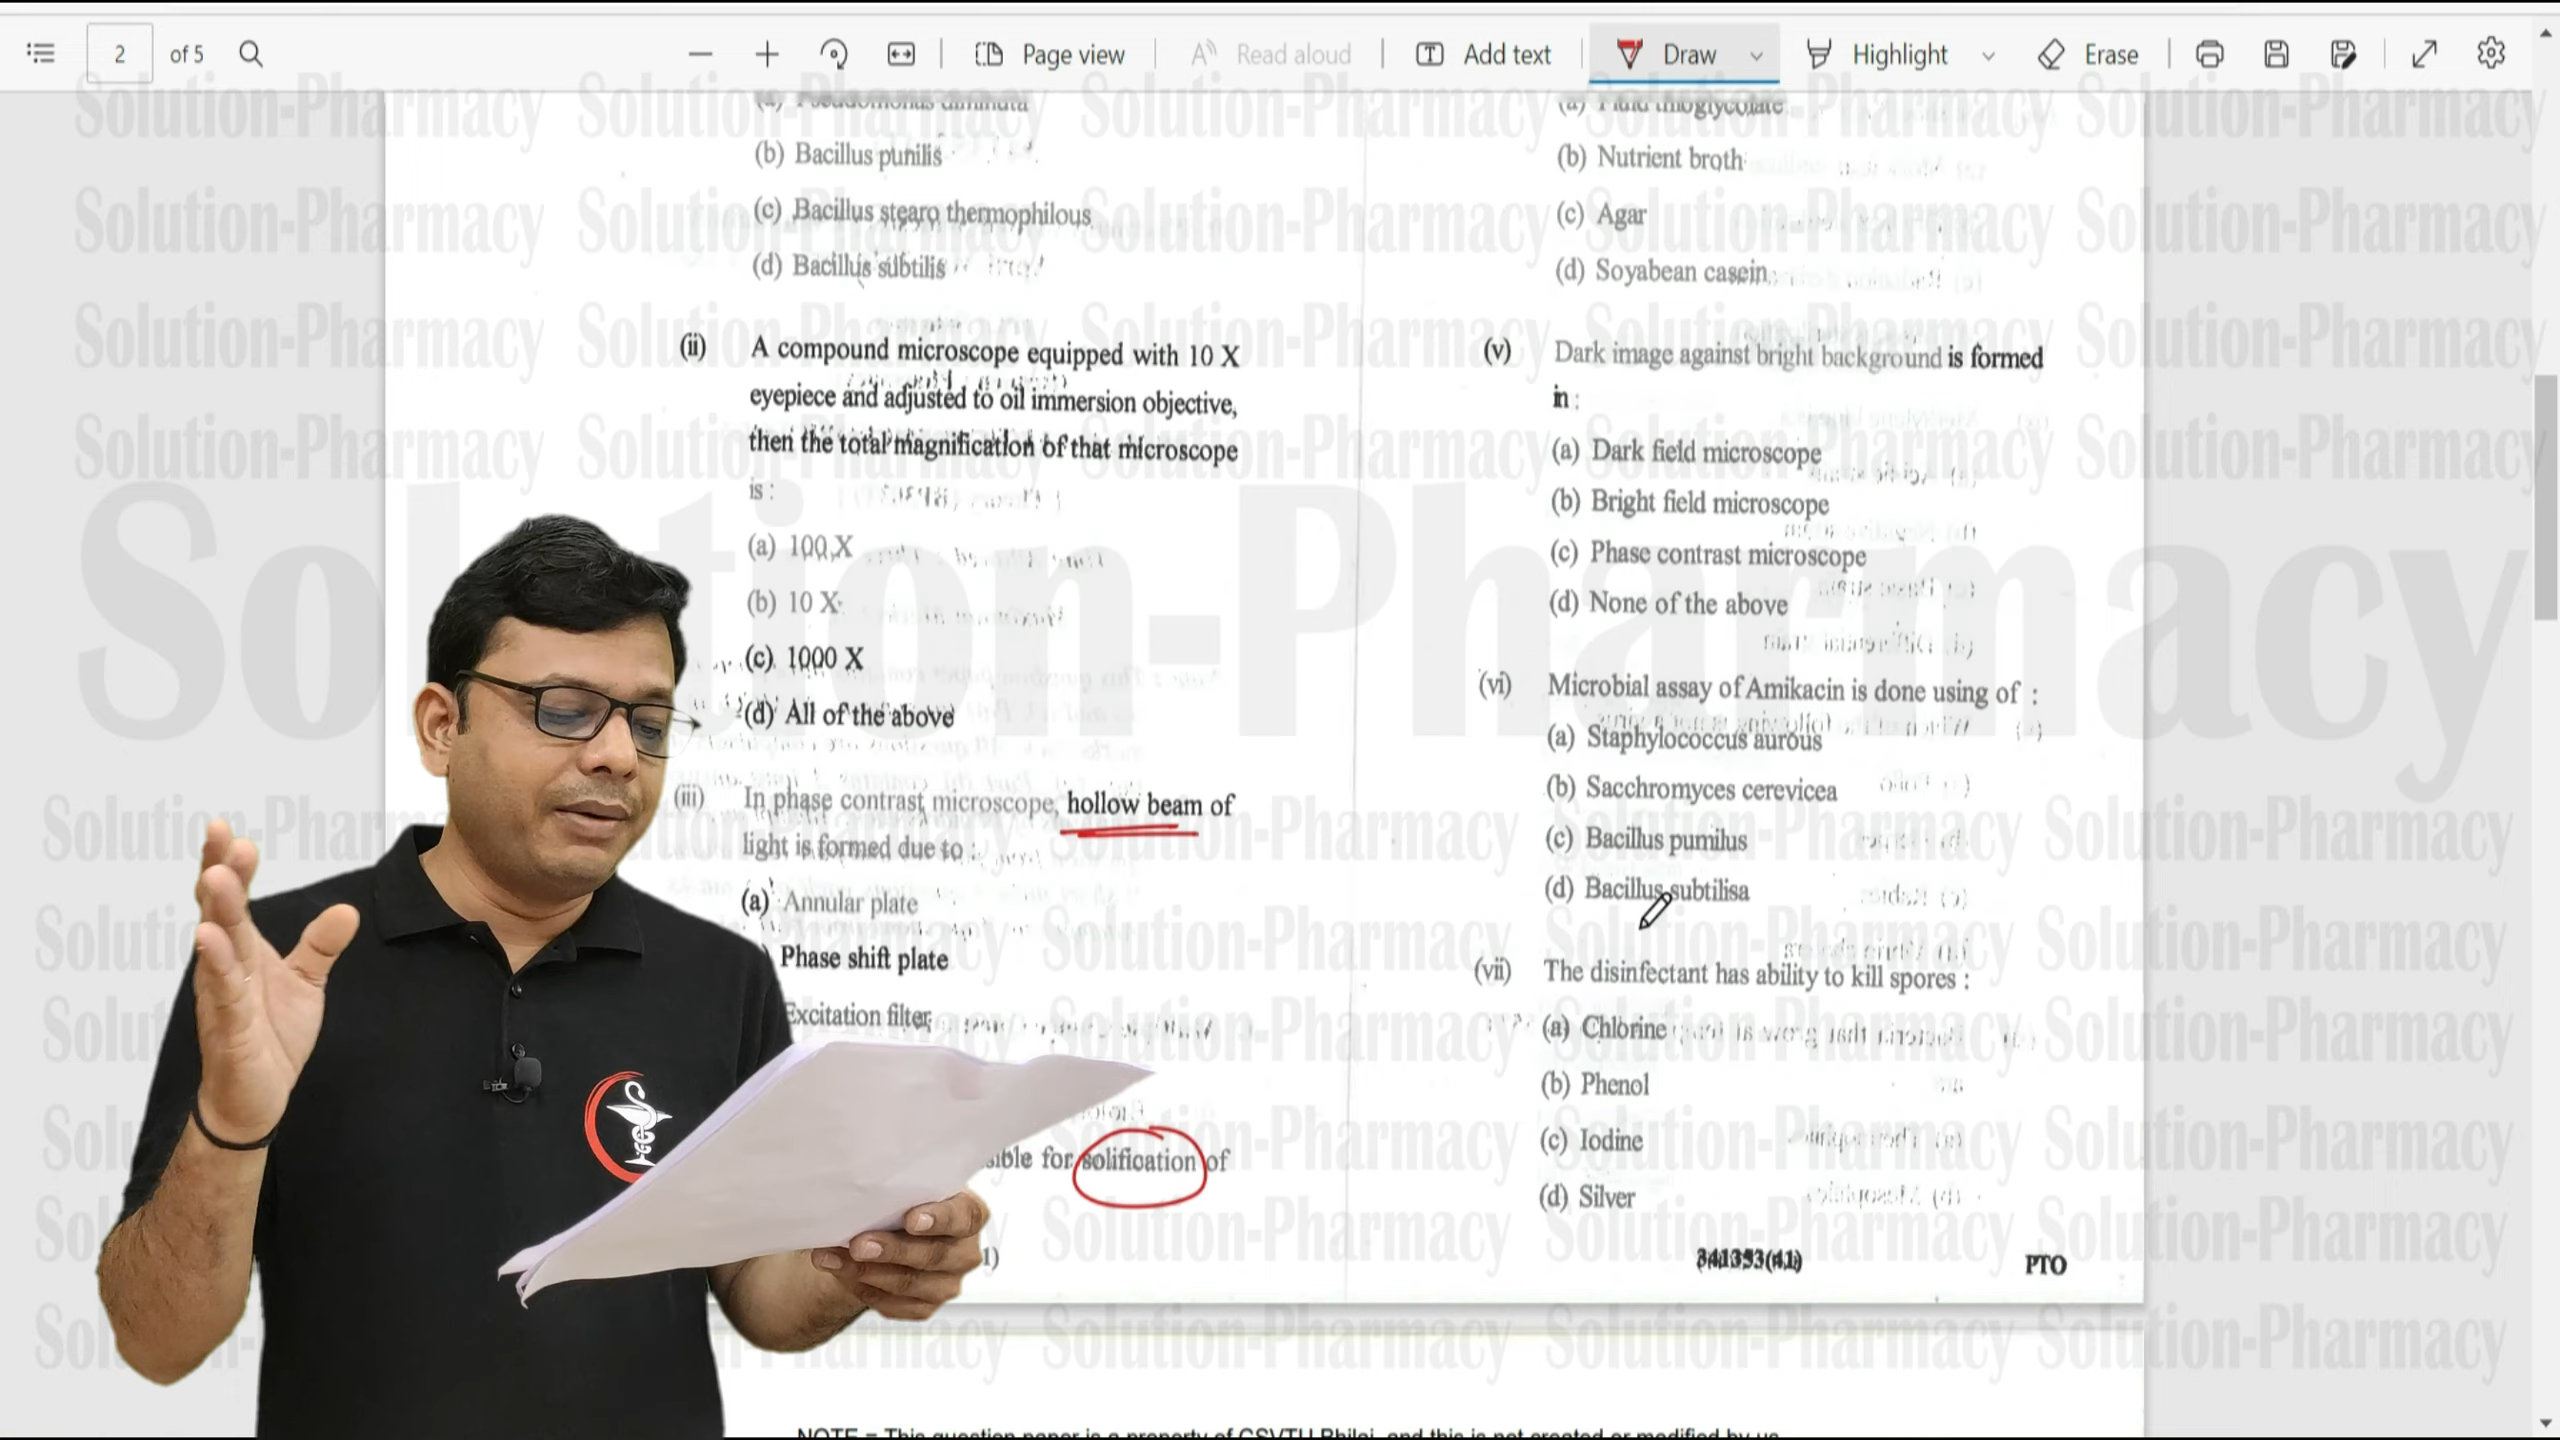 2
of 5
Page view
Read aloud
Add text
Draw
Highlight
Erase
(b) Bacillus punilis
(c) Bacillus stearo thermophilous
(d) Bacillus subtilis
(ii) A compound microscope equipped with 10 X
eyepiece and adjusted to oil immersion objective,
then the total magnification of that microscope
is :
(a) 100 X
(b) 10 X
(c) 1000 X
(d) All of the above
(iii) In phase contrast microscope, hollow beam of
light is formed due to :
(a) Annular plate
Phase shift plate
Excitation filter
for solification of
(a) Fluid thioglycolate
(b) Nutrient broth
(c) Agar
(d) Soyabean casein
(v) Dark image against bright background is formed
in :
(a) Dark field microscope
(b) Bright field microscope
(c) Phase contrast microscope
(d) None of the above
(vi) Microbial assay of Amikacin is done using of :
(a) Staphylococcus aurous
(b) Sacchromyces cerevicea
(c) Bacillus pumilus
(d) Bacillus subtilisa
(vii) The disinfectant has ability to kill spores :
(a) Chlorine
(b) Phenol
(c) Iodine
(d) Silver
PTO
Solution-Pharmacy